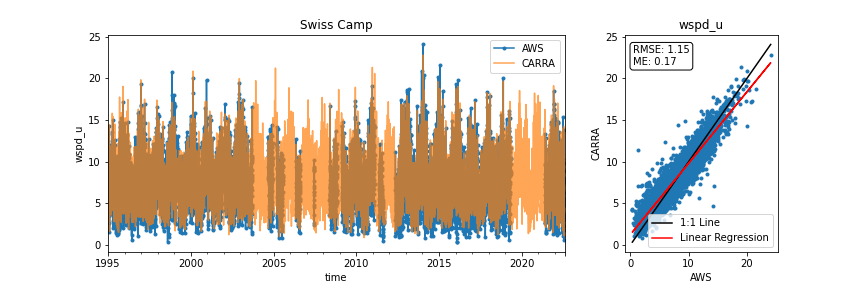 Swiss Camp
wspd_u
25
20
15
10
5
0
1995
2000
2005
2010
2015
2020
time
AWS
CARRA
wspd_u
RMSE: 1.15
ME: 0.17
CARRA
25
20
15
10
5
0
0
10
20
AWS
1:1 Line
Linear Regression